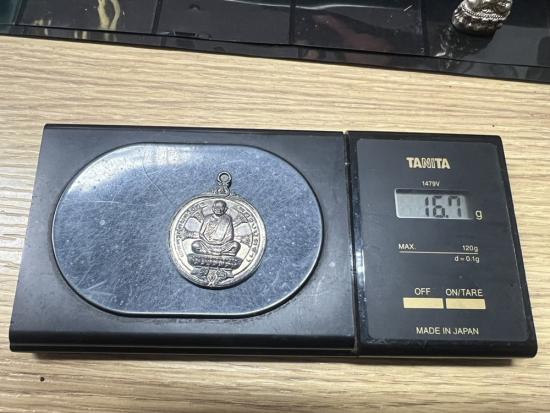 TANITA
1479V
16.7 g
MAX. 120g
d = 0.1g
OFF ON/TARE
MADE IN JAPAN